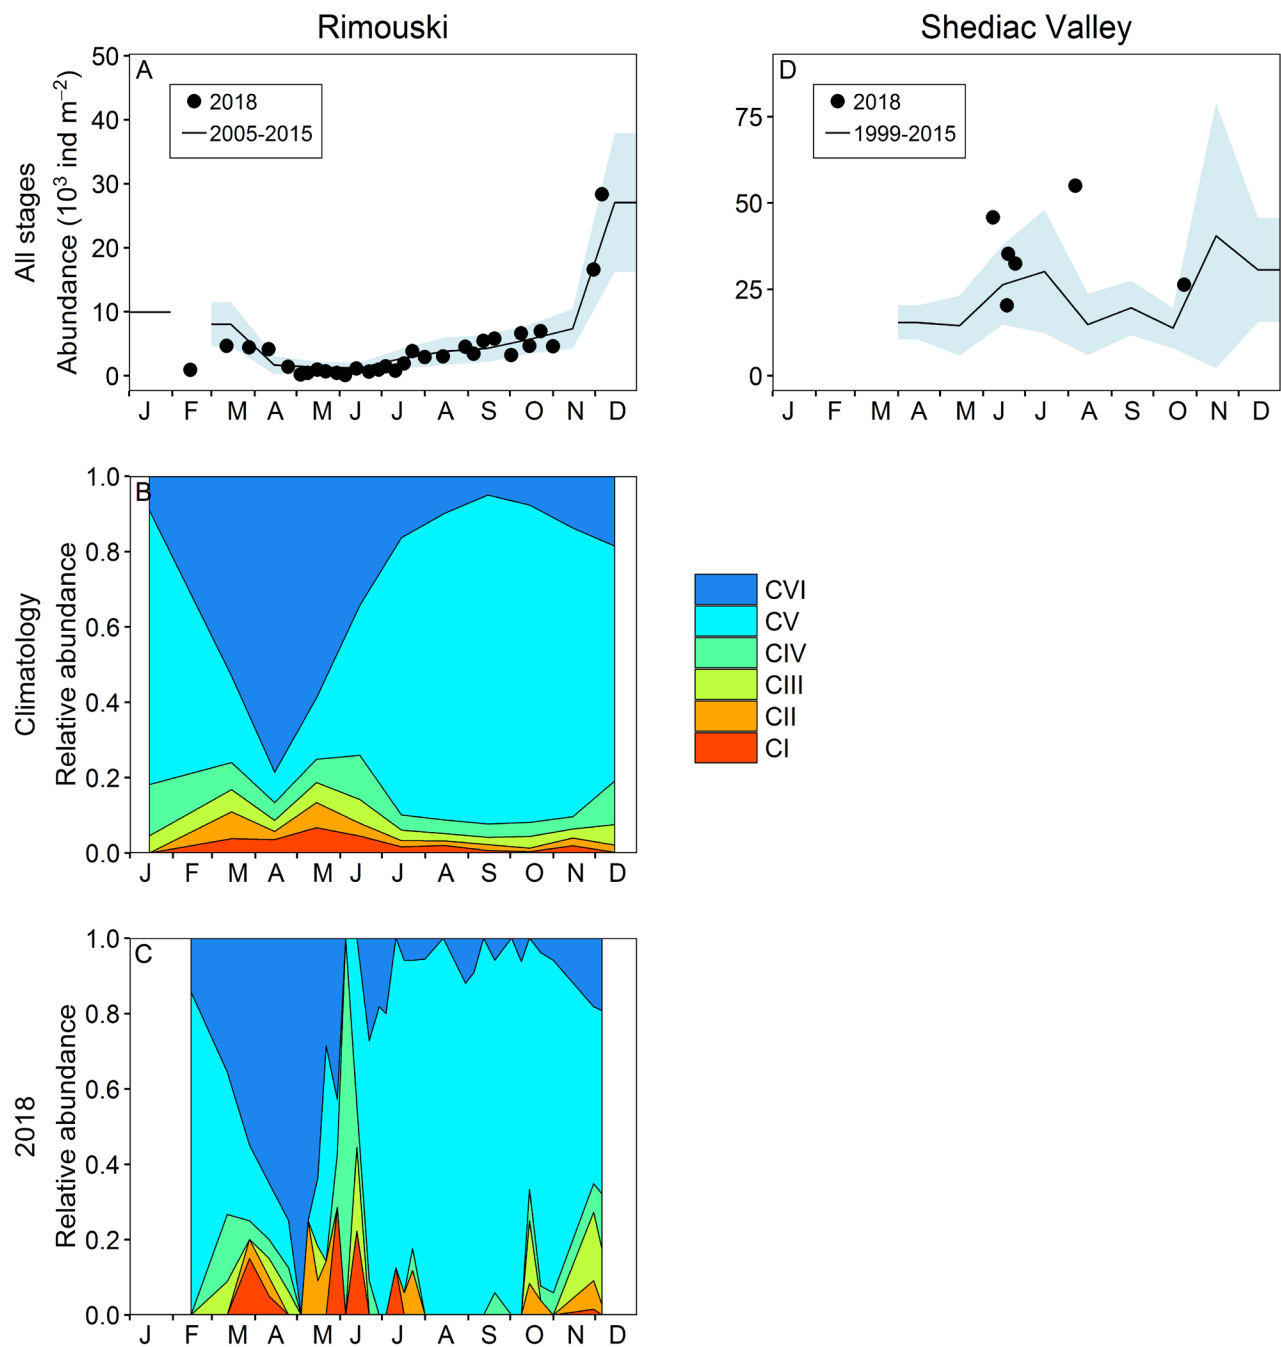 Rimouski
Shediac Valley
All stages
Abundance (10³ ind m⁻²)
A
2018
2005-2015
50
40
30
20
10
0
J F M A M J J A S O N D
D
2018
1999-2015
75
50
25
0
J F M A M J J A S O N D
Climatology
Relative abundance
B
1.0
0.8
0.6
0.4
0.2
0.0
J F M A M J J A S O N D
CVI
CV
CIV
CIII
CII
CI
2018
Relative abundance
C
1.0
0.8
0.6
0.4
0.2
0.0
J F M A M J J A S O N D